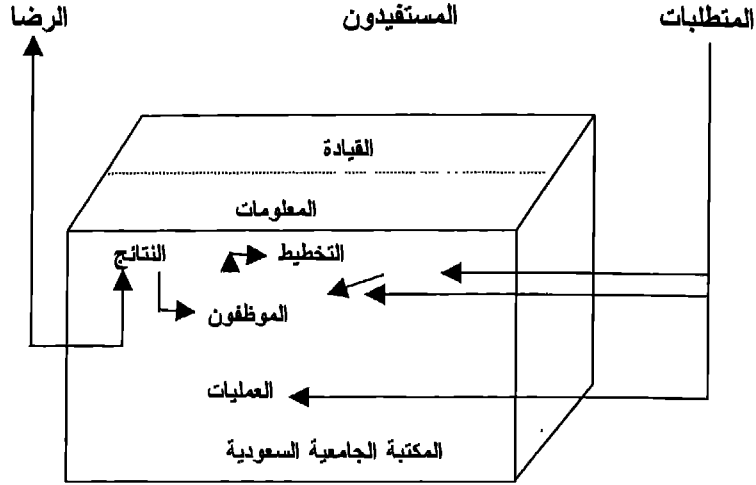 المتطلبات المستفيدون الرضا
القيادة
المعلومات
التخطيط النتائج
الموظفون
العمليات
المكتبة الجامعية السعودية